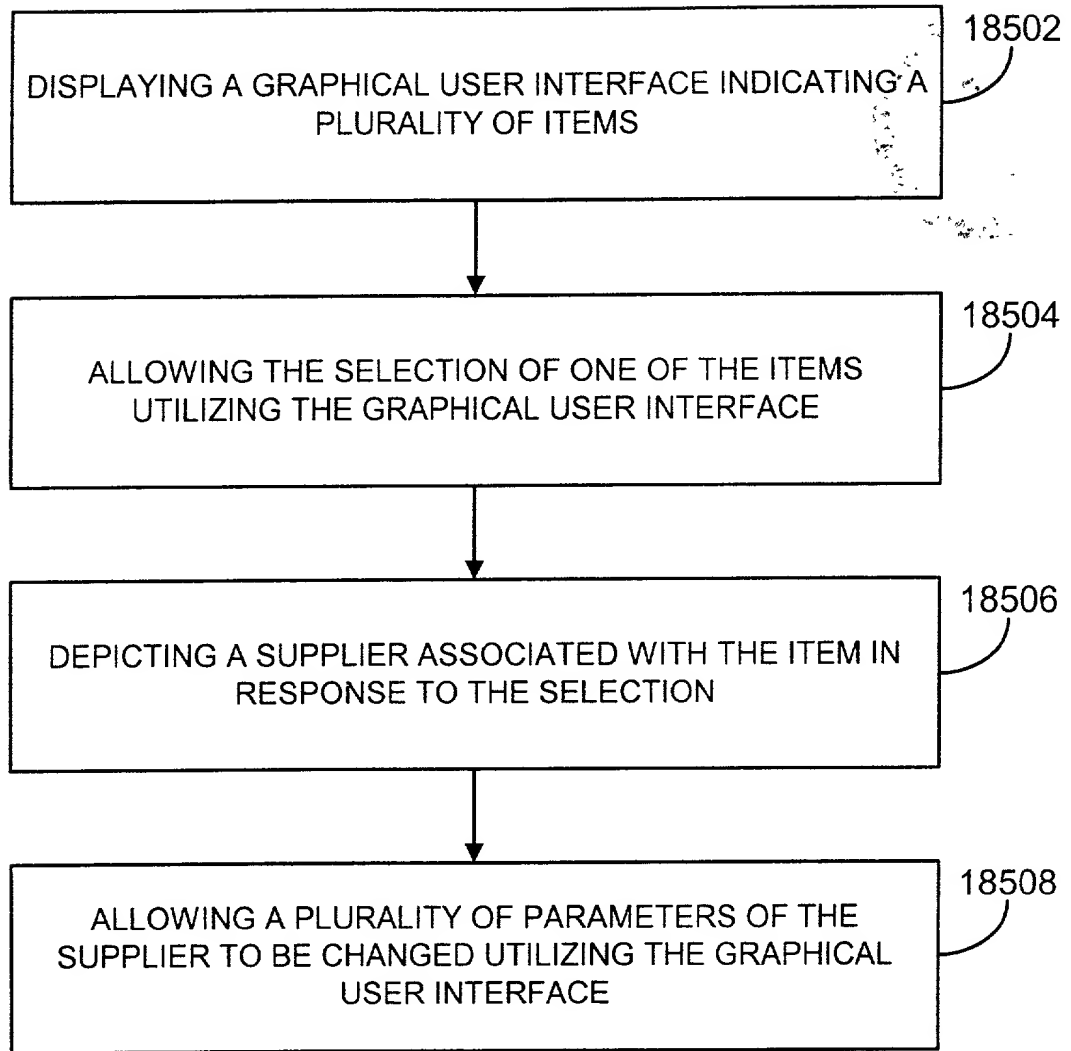 18502
DISPLAYING A GRAPHICAL USER INTERFACE INDICATING A
PLURALITY OF ITEMS
18504
ALLOWING THE SELECTION OF ONE OF THE ITEMS
UTILIZING THE GRAPHICAL USER INTERFACE
18506
DEPICTING A SUPPLIER ASSOCIATED WITH THE ITEM IN
RESPONSE TO THE SELECTION
18508
ALLOWING A PLURALITY OF PARAMETERS OF THE
SUPPLIER TO BE CHANGED UTILIZING THE GRAPHICAL
USER INTERFACE